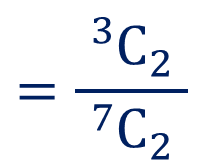 = ³C₂ / ⁷C₂